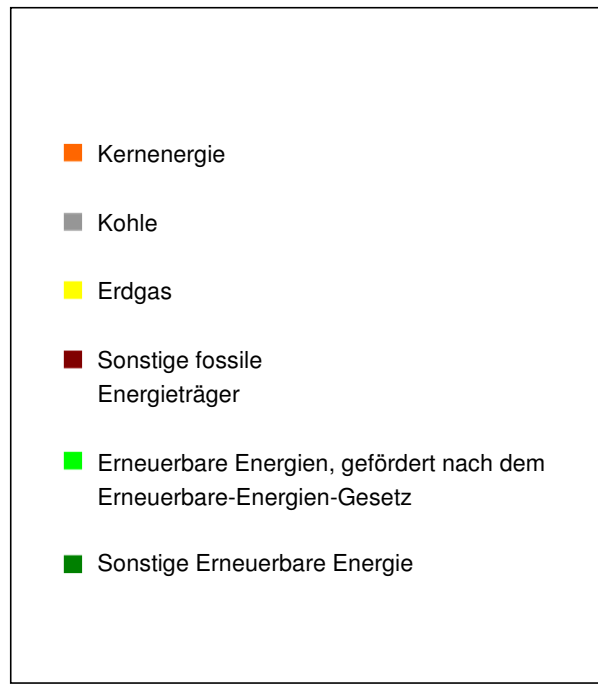 Kernenergie
Kohle
Erdgas
Sonstige fossile
Energieträger
Erneuerbare Energien, gefördert nach dem
Erneuerbare-Energien-Gesetz
Sonstige Erneuerbare Energie